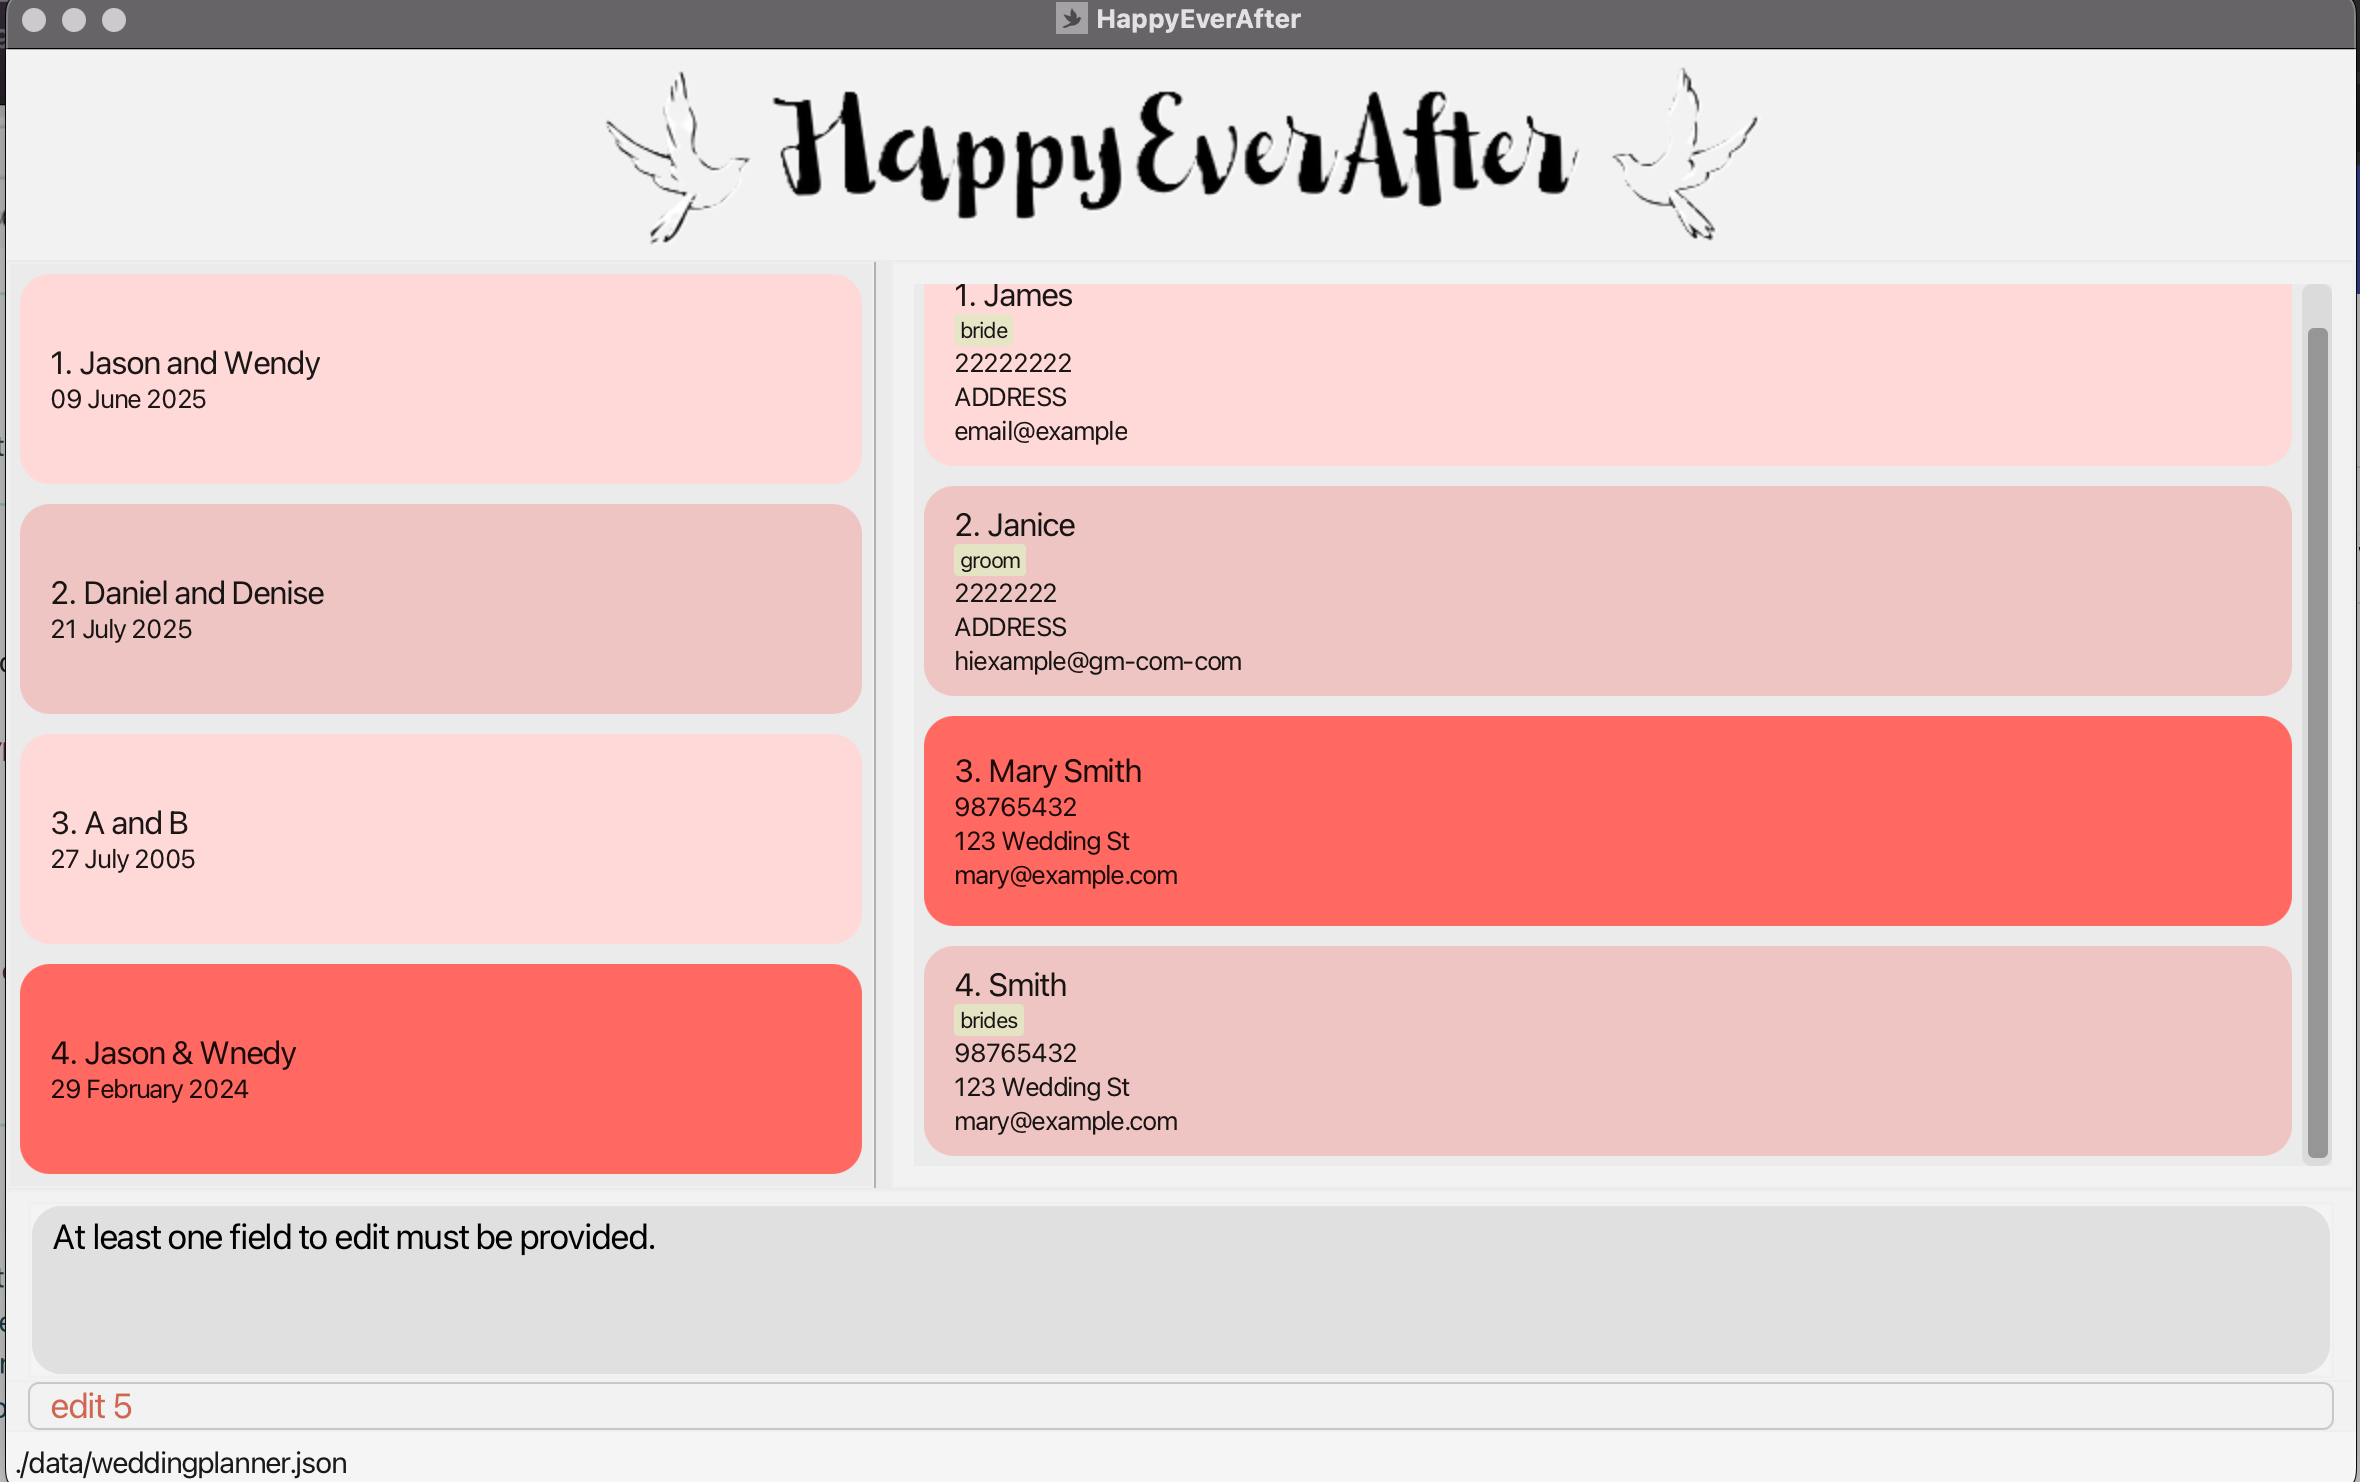 HappyEverAfter
HappyEverAfter
1. Jason and Wendy
09 June 2025
2. Daniel and Denise
21 July 2025
3. A and B
27 July 2005
4. Jason & Wnedy
29 February 2024
1. James
bride
22222222
ADDRESS
email@example
2. Janice
groom
2222222
ADDRESS
hiexample@gm-com-com
3. Mary Smith
98765432
123 Wedding St
mary@example.com
4. Smith
brides
98765432
123 Wedding St
mary@example.com
At least one field to edit must be provided.
edit 5
./data/weddingplanner.json